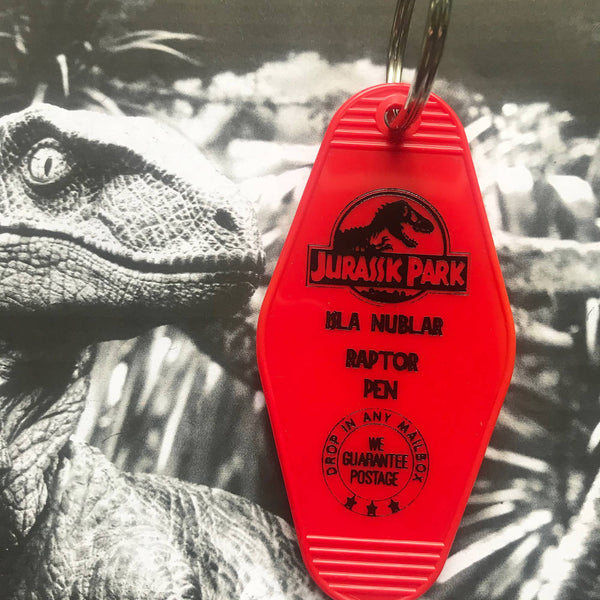 JURASSIC PARK
ISLA NUBLAR
RAPTOR
PEN
DROP IN ANY MAILBOX
WE
GUARANTEE
POSTAGE